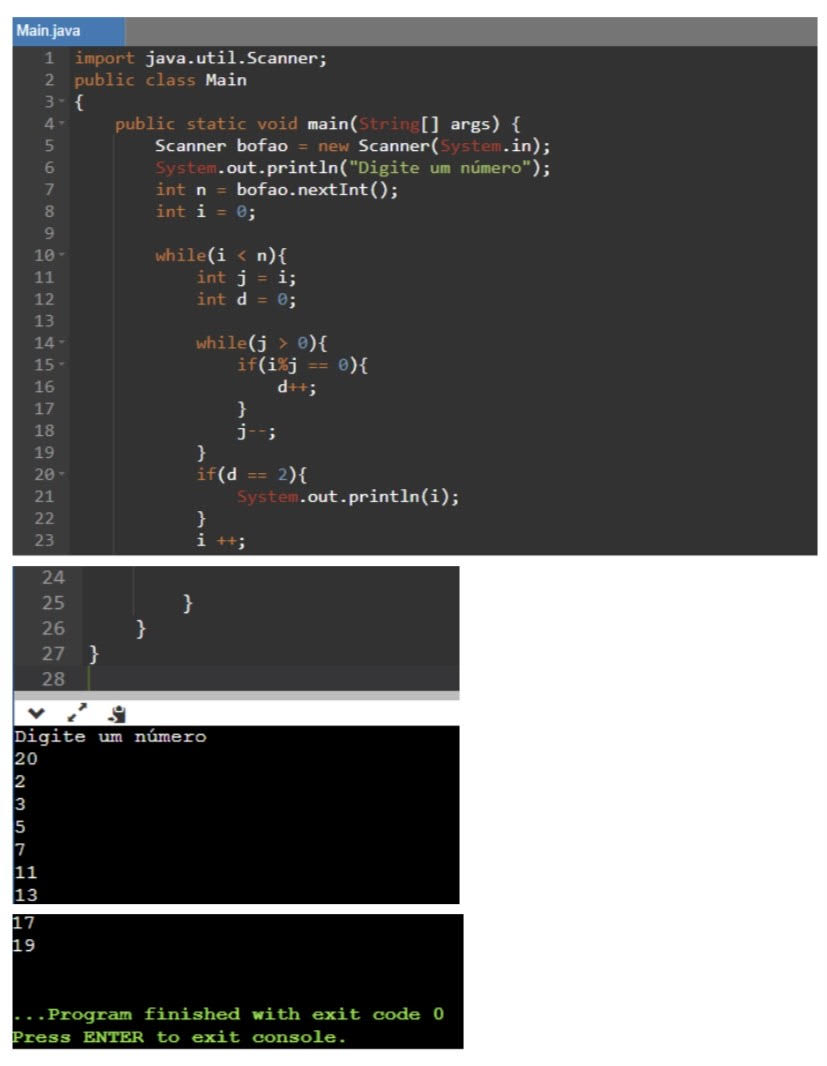 Main.java
1 import java.util.Scanner;
2 public class Main
3 {
4 public static void main(String[] args) {
5 Scanner bofao = new Scanner(System.in);
6 System.out.println("Digite um número");
7 int n = bofao.nextInt();
8 int i = 0;
9
10 while(i < n){
11 int j = i;
12 int d = 0;
13
14 while(j > 0){
15 if(i%j == 0){
16 d++;
17 }
18 j--;
19 }
20 if(d == 2){
21 System.out.println(i);
22 }
23 i ++;
24
25 }
26 }
27 }
28
Digite um número
20
2
3
5
7
11
13
17
19
...Program finished with exit code 0
Press ENTER to exit console.